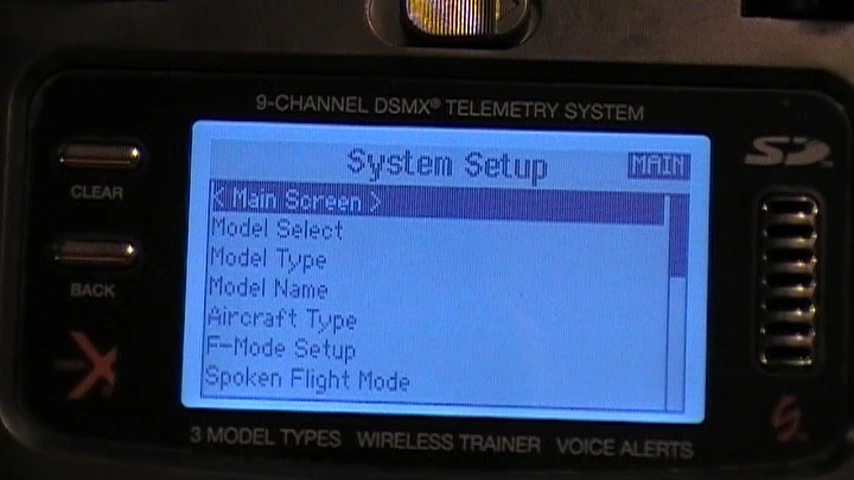 9-CHANNEL DSMX® TELEMETRY SYSTEM
System Setup MAIN
CLEAR
< Main Screen >
Model Select
Model Type
BACK
Model Name
Aircraft Type
F-Mode Setup
Spoken Flight Mode
3 MODEL TYPES WIRELESS TRAINER VOICE ALERTS
SD